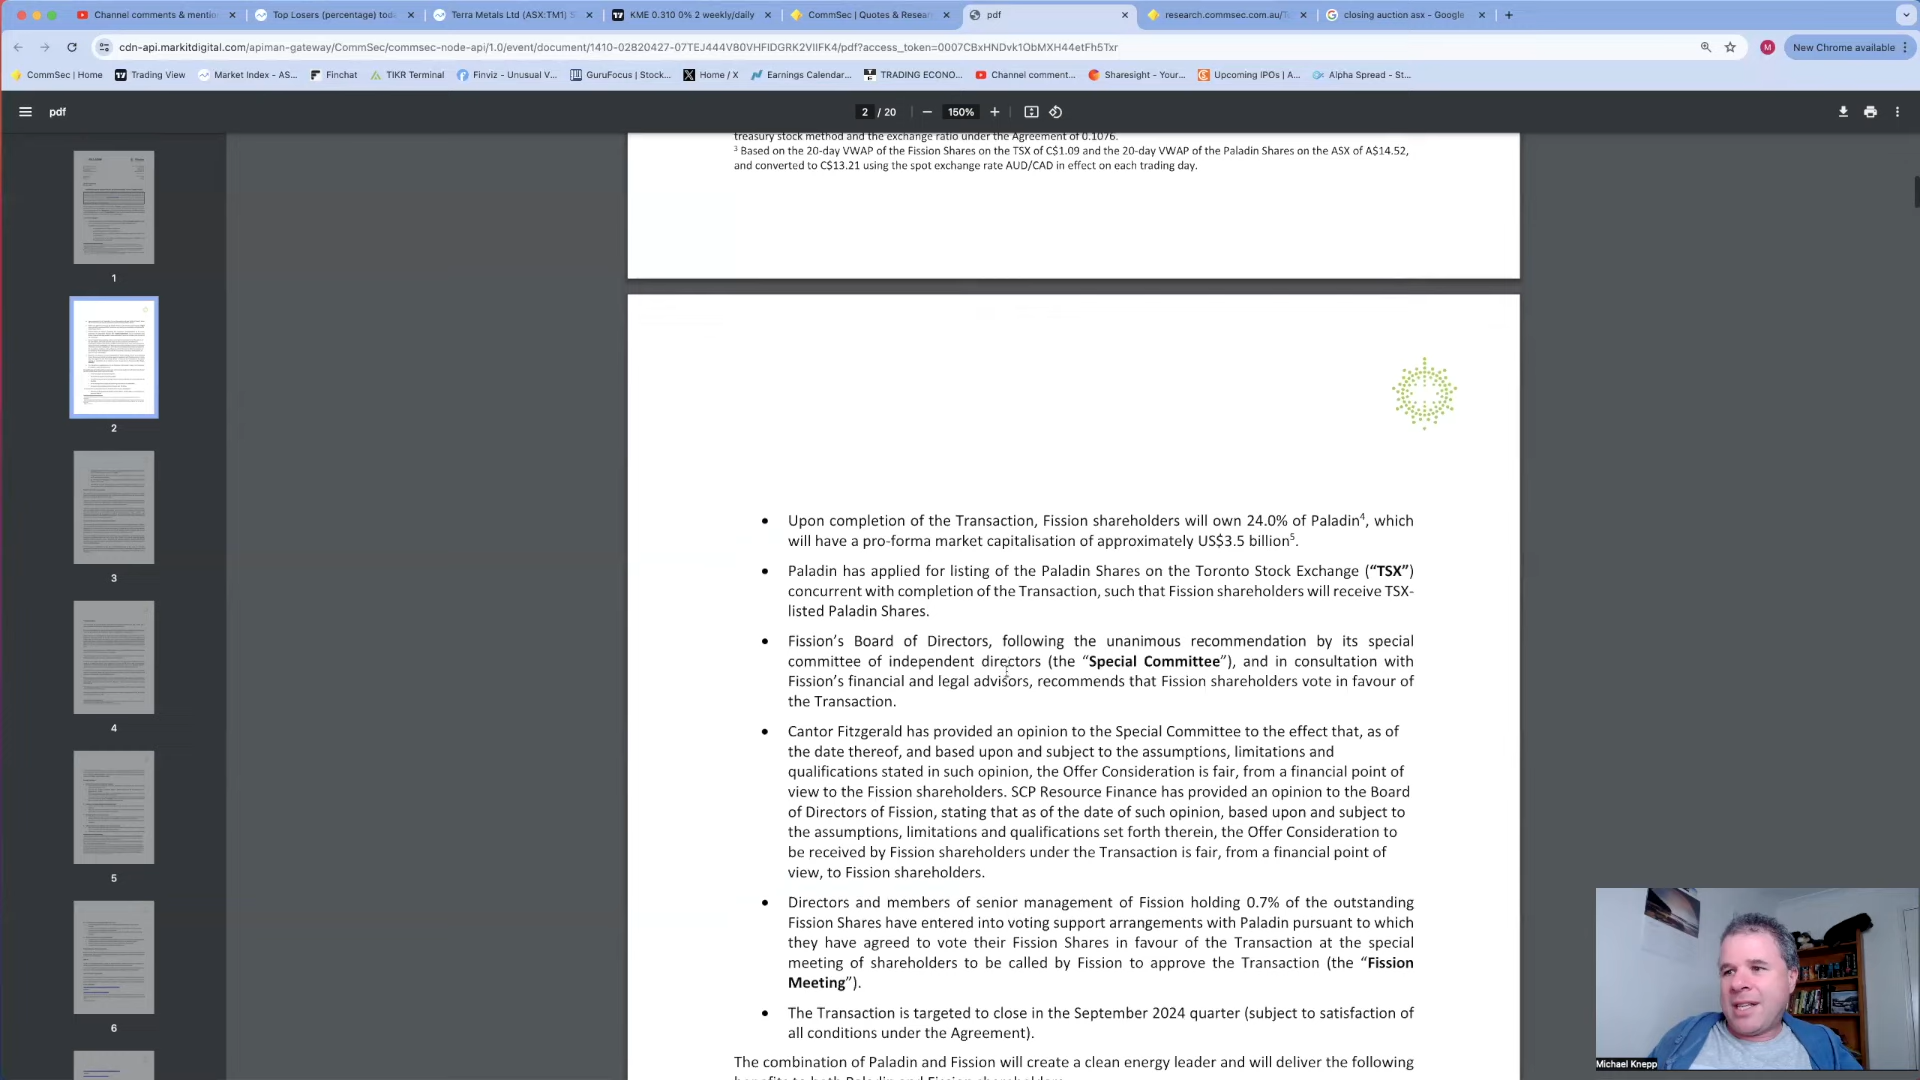 Channel comments & mentio
Top Losers (percentage) tod
Terra Metals Ltd (ASX:TM1) S
KME 0.310 0% 2 weekly/daily
CommSec | Quotes & Resear
pdf
research.commsec.com.au/T
closing auction asx - Google
cdn-api.markitdigital.com/apiman-gateway/CommSec/commsec-node-api/1.0/event/document/1410-02820427-07TEJ444V80VHFIDGRK2VIIFK4/pdf?access_token=0007CBxHNDvk1ObMXH44etFh5Txr
M
New Chrome available
CommSec | Home
Trading View
Market Index - AS...
Finchat
TIKR Terminal
Finviz - Unusual V...
GuruFocus | Stock...
Home / X
Earnings Calendar...
TRADING ECONO...
Channel comment...
Sharesight - Your...
Upcoming IPOs | A...
Alpha Spread - St...
pdf
2 / 20
150%
1
2
3
4
5
6
treasury stock method and the exchange ratio under the Agreement of 0.1076.
3 Based on the 20-day VWAP of the Fission Shares on the TSX of C$1.09 and the 20-day VWAP of the Paladin Shares on the ASX of A$14.52,
and converted to C$13.21 using the spot exchange rate AUD/CAD in effect on each trading day.
• Upon completion of the Transaction, Fission shareholders will own 24.0% of Paladin4, which
will have a pro-forma market capitalisation of approximately US$3.5 billion5.
• Paladin has applied for listing of the Paladin Shares on the Toronto Stock Exchange (“TSX”)
concurrent with completion of the Transaction, such that Fission shareholders will receive TSX-
listed Paladin Shares.
• Fission’s Board of Directors, following the unanimous recommendation by its special
committee of independent directors (the “Special Committee”), and in consultation with
Fission’s financial and legal advisors, recommends that Fission shareholders vote in favour of
the Transaction.
• Cantor Fitzgerald has provided an opinion to the Special Committee to the effect that, as of
the date thereof, and based upon and subject to the assumptions, limitations and
qualifications stated in such opinion, the Offer Consideration is fair, from a financial point of
view to the Fission shareholders. SCP Resource Finance has provided an opinion to the Board
of Directors of Fission, stating that as of the date of such opinion, based upon and subject to
the assumptions, limitations and qualifications set forth therein, the Offer Consideration to
be received by Fission shareholders under the Transaction is fair, from a financial point of
view, to Fission shareholders.
• Directors and members of senior management of Fission holding 0.7% of the outstanding
Fission Shares have entered into voting support arrangements with Paladin pursuant to which
they have agreed to vote their Fission Shares in favour of the Transaction at the special
meeting of shareholders to be called by Fission to approve the Transaction (the “Fission
Meeting”).
• The Transaction is targeted to close in the September 2024 quarter (subject to satisfaction of
all conditions under the Agreement).
The combination of Paladin and Fission will create a clean energy leader and will deliver the following
benefits to both Paladin and Fission shareholders
Michael Knepp